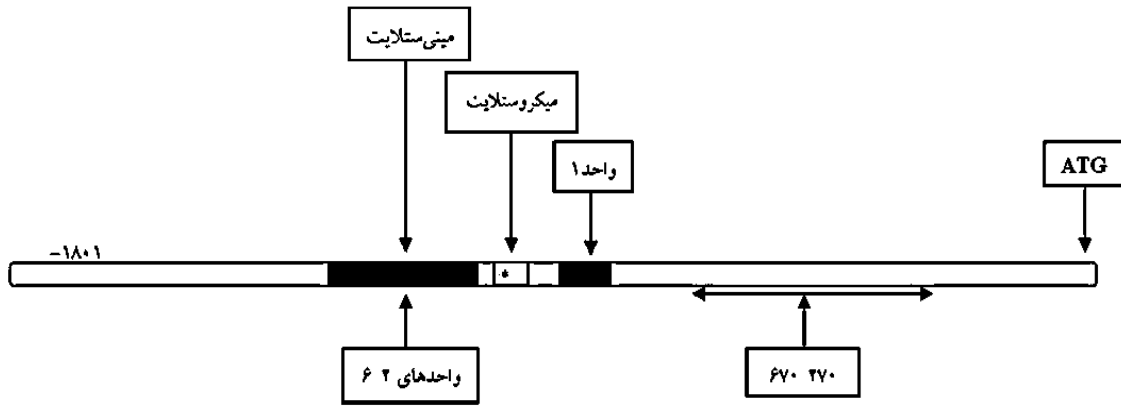 مینی‌ستلایت
میکروستلایت
واحد۱
ATG
-۱۸۰۱
*
واحدهای ۲ ۶
۶۷۰ ۲۷۰